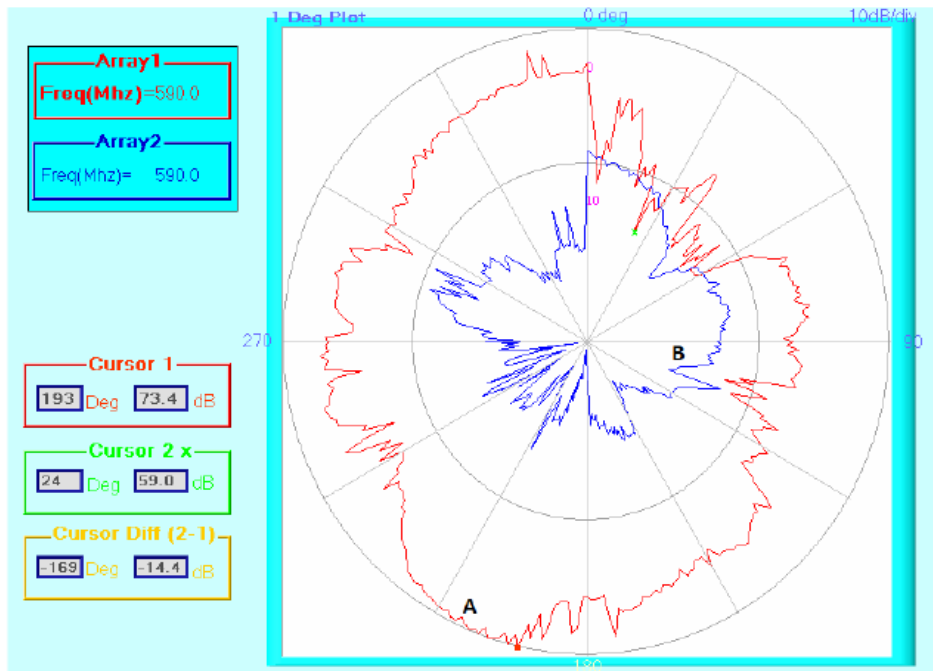 1 Deg Plot 0 deg 10dB/div
Array1
Freq(Mhz)=590.0
Array2
Freq(Mhz)= 590.0
0
10
270 90
B
Cursor 1
193 Deg 73.4 dB
Cursor 2 x
24 Deg 59.0 dB
x
Cursor Diff (2-1)
-169 Deg -14.4 dB
A
180